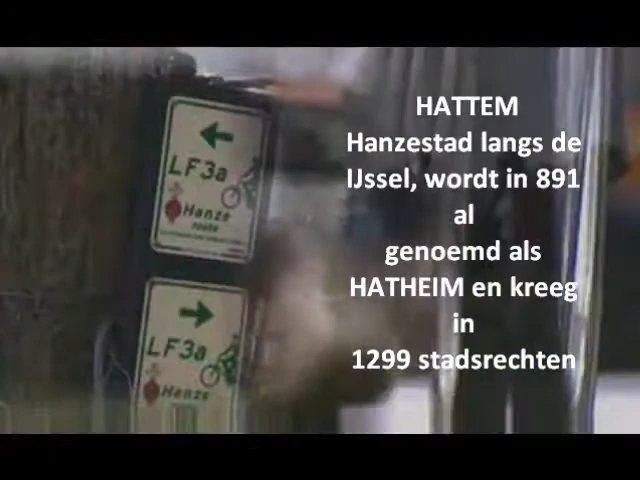 LF3a
Hanze
route
LF3a
Hanze
HATTEM
Hanzestad langs de
IJssel, wordt in 891
al
genoemd als
HATHEIM en kreeg
in
1299 stadsrechten